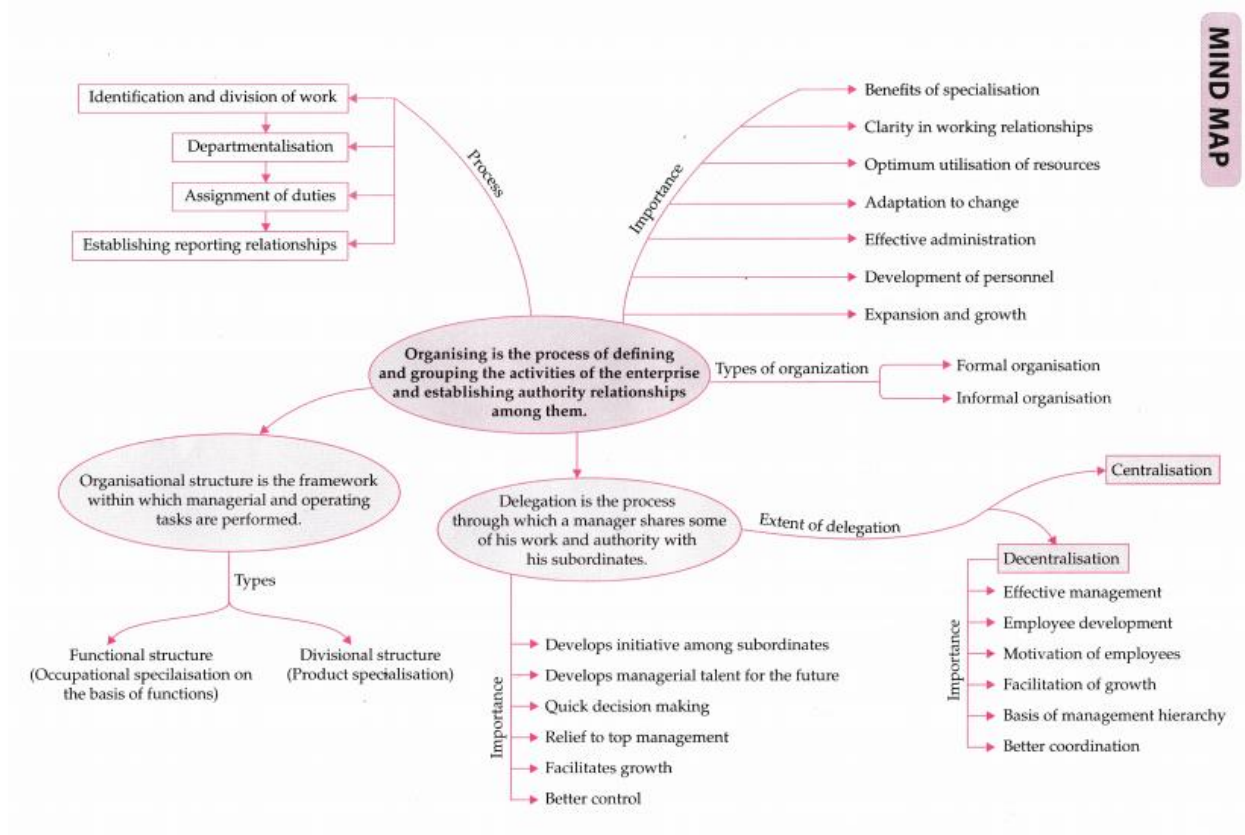 MIND MAP
Identification and division of work
Departmentalisation
Assignment of duties
Establishing reporting relationships
Process
Importance
Benefits of specialisation
Clarity in working relationships
Optimum utilisation of resources
Adaptation to change
Effective administration
Development of personnel
Expansion and growth
Organising is the process of defining
and grouping the activities of the enterprise
and establishing authority relationships
among them.
Types of organization
Formal organisation
Informal organisation
Organisational structure is the framework
within which managerial and operating
tasks are performed.
Types
Functional structure
(Occupational specilaisation on
the basis of functions)
Divisional structure
(Product specialisation)
Delegation is the process
through which a manager shares some
of his work and authority with
his subordinates.
Importance
Develops initiative among subordinates
Develops managerial talent for the future
Quick decision making
Relief to top management
Facilitates growth
Better control
Extent of delegation
Centralisation
Decentralisation
Importance
Effective management
Employee development
Motivation of employees
Facilitation of growth
Basis of management hierarchy
Better coordination